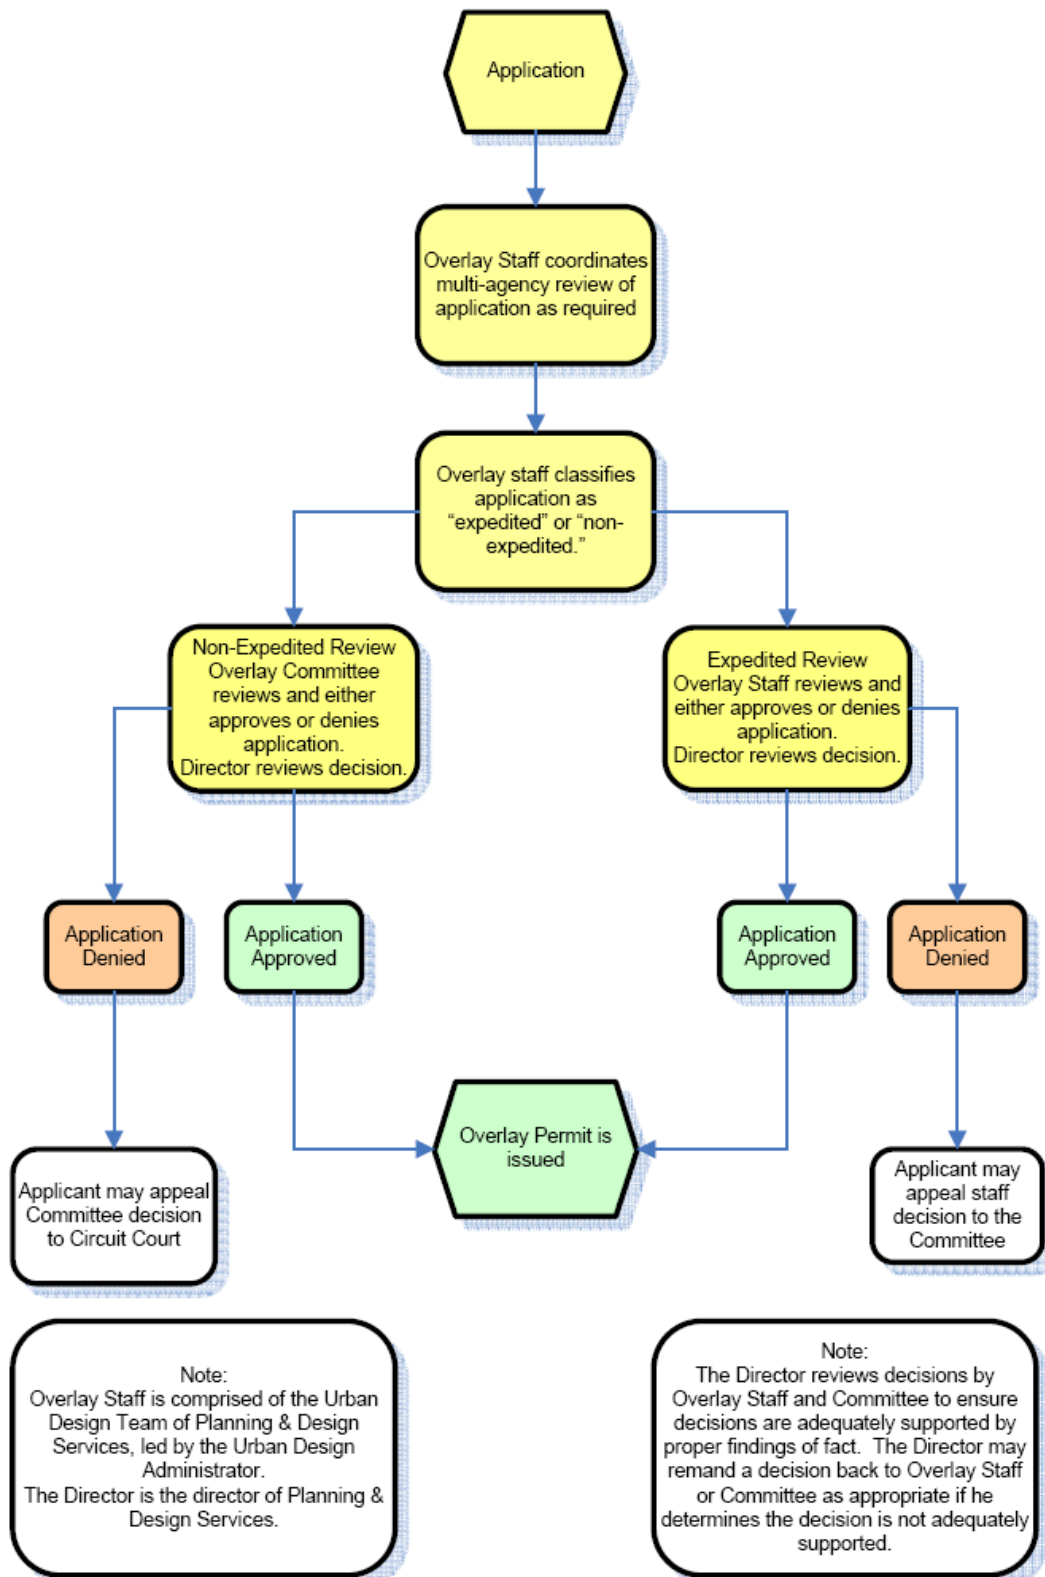 Application
Overlay Staff coordinates
multi-agency review of
application as required
Overlay staff classifies
application as
“expedited” or “non-
expedited.”
Non-Expedited Review
Overlay Committee
reviews and either
approves or denies
application.
Director reviews decision.
Expedited Review
Overlay Staff reviews and
either approves or denies
application.
Director reviews decision.
Application
Denied
Application
Approved
Application
Approved
Application
Denied
Overlay Permit is
issued
Applicant may appeal
Committee decision
to Circuit Court
Applicant may
appeal staff
decision to the
Committee
Note:
Overlay Staff is comprised of the Urban
Design Team of Planning & Design
Services, led by the Urban Design
Administrator.
The Director is the director of Planning &
Design Services.
Note:
The Director reviews decisions by
Overlay Staff and Committee to ensure
decisions are adequately supported by
proper findings of fact.  The Director may
remand a decision back to Overlay Staff
or Committee as appropriate if he
determines the decision is not adequately
supported.